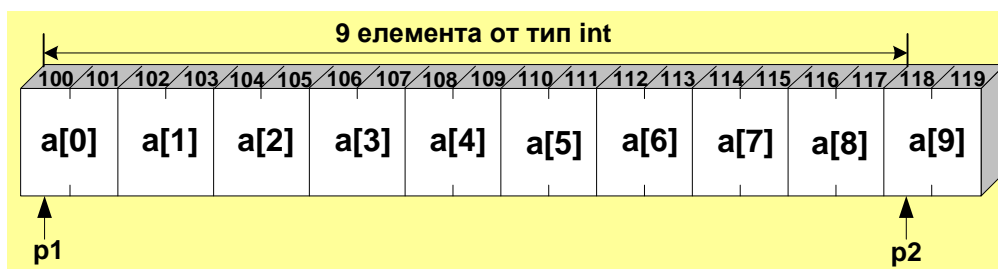 9 елемента от тип int
100 101 102 103 104 105 106 107 108 109 110 111 112 113 114 115 116 117 118 119
a[0] a[1] a[2] a[3] a[4] a[5] a[6] a[7] a[8] a[9]
p1 p2